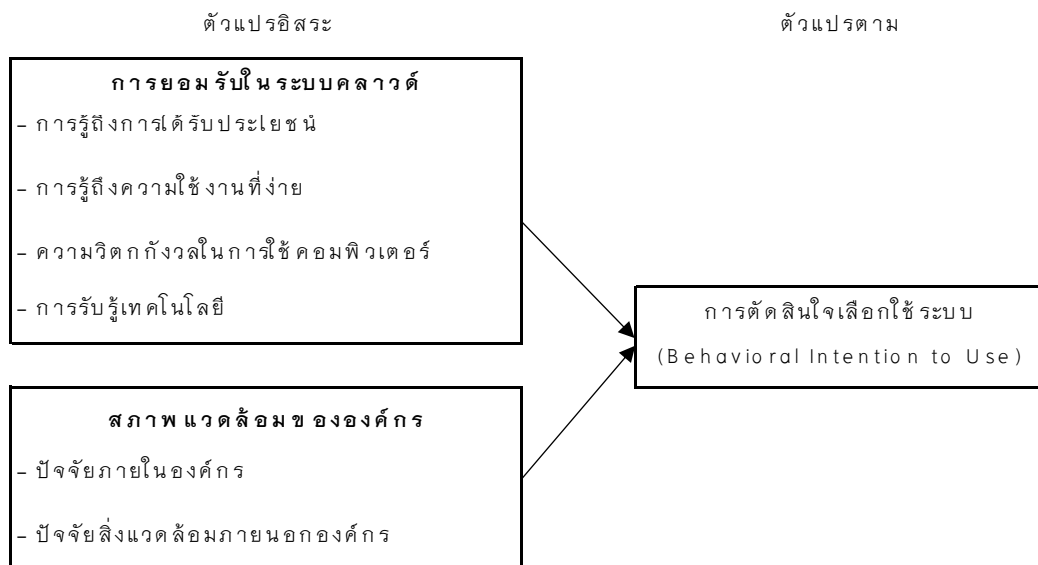 ตัวแปรอิสระ
ตัวแปรตาม
การยอมรับในระบบคลาวด์
- การรู้ถึงการได้รับประโยชน์
- การรู้ถึงความใช้งานที่ง่าย
- ความวิตกกังวลในการใช้คอมพิวเตอร์
- การรับรู้เทคโนโลยี
การตัดสินใจเลือกใช้ระบบ
(Behavioral Intention to Use)
สภาพแวดล้อมขององค์กร
- ปัจจัยภายในองค์กร
- ปัจจัยสิ่งแวดล้อมภายนอกองค์กร